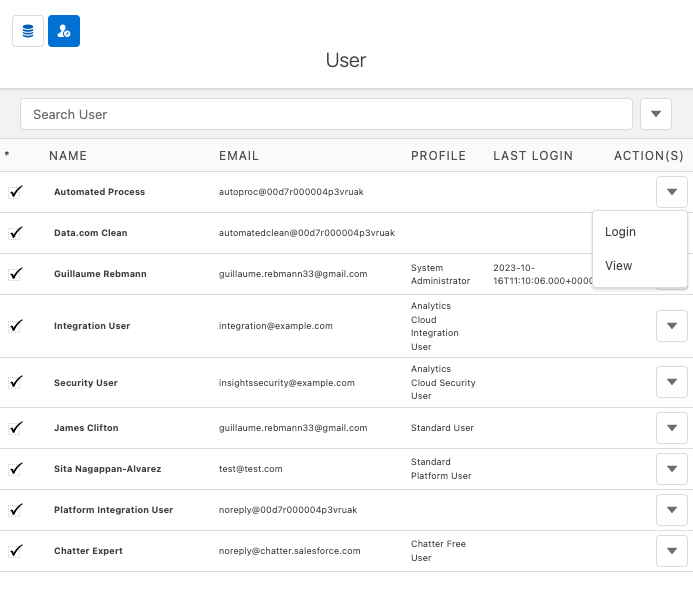 User
Search User
* NAME EMAIL PROFILE LAST LOGIN ACTION(S)
Automated Process autoproc@00d7r000004p3vruak
Data.com Clean automatedclean@00d7r000004p3vruak
Login
View
Guillaume Rebmann guillaume.rebmann33@gmail.com System Administrator 2023-10-16T11:10:06.000+0000
Integration User integration@example.com Analytics Cloud Integration User
Security User insightssecurity@example.com Analytics Cloud Security User
James Clifton guillaume.rebmann33@gmail.com Standard User
Sita Nagappan-Alvarez test@test.com Standard Platform User
Platform Integration User noreply@00d7r000004p3vruak
Chatter Expert noreply@chatter.salesforce.com Chatter Free User